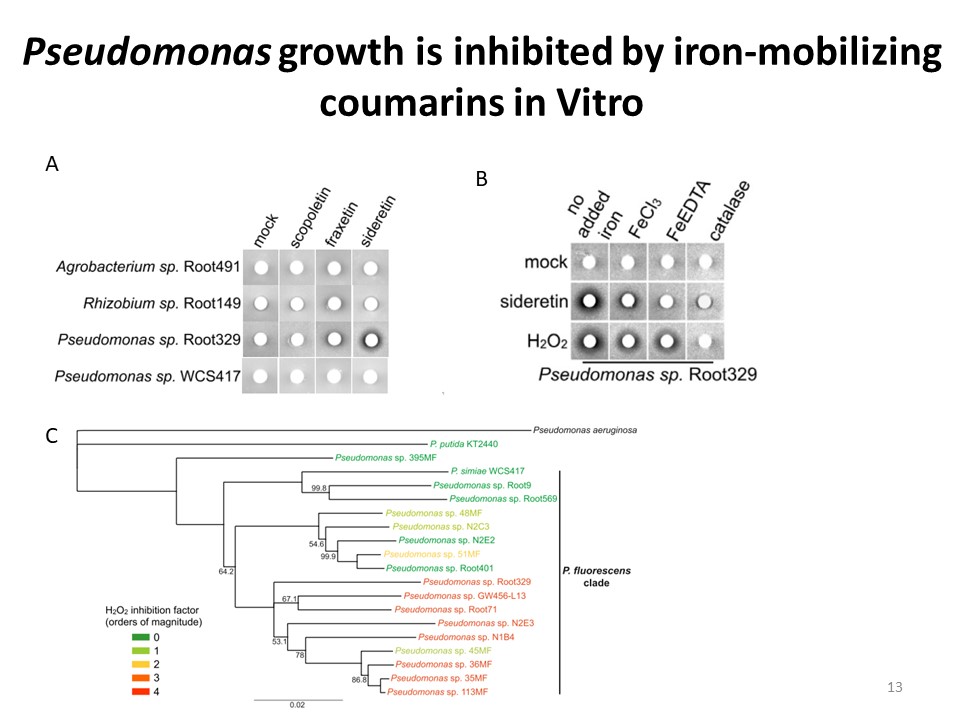 Pseudomonas growth is inhibited by iron-mobilizing
coumarins in Vitro
A
mock
scopoletin
fraxetin
sideretin
Agrobacterium sp. Root491
Rhizobium sp. Root149
Pseudomonas sp. Root329
Pseudomonas sp. WCS417
B
no
added
iron
FeCl₃
FeEDTA
catalase
mock
sideretin
H₂O₂
Pseudomonas sp. Root329
C
Pseudomonas aeruginosa
P. putida KT2440
Pseudomonas sp. 395MF
P. simiae WCS417
99.8
Pseudomonas sp. Root9
Pseudomonas sp. Root569
Pseudomonas sp. 48MF
Pseudomonas sp. N2C3
54.6
Pseudomonas sp. N2E2
99.9
Pseudomonas sp. 51MF
Pseudomonas sp. Root401
64.2
P. fluorescens
clade
Pseudomonas sp. Root329
67.1
Pseudomonas sp. GW456-L13
Pseudomonas sp. Root71
Pseudomonas sp. N2E3
53.1
Pseudomonas sp. N1B4
78
Pseudomonas sp. 45MF
Pseudomonas sp. 36MF
86.8
Pseudomonas sp. 35MF
Pseudomonas sp. 113MF
H₂O₂ inhibition factor
(orders of magnitude)
0
1
2
3
4
0.02
13